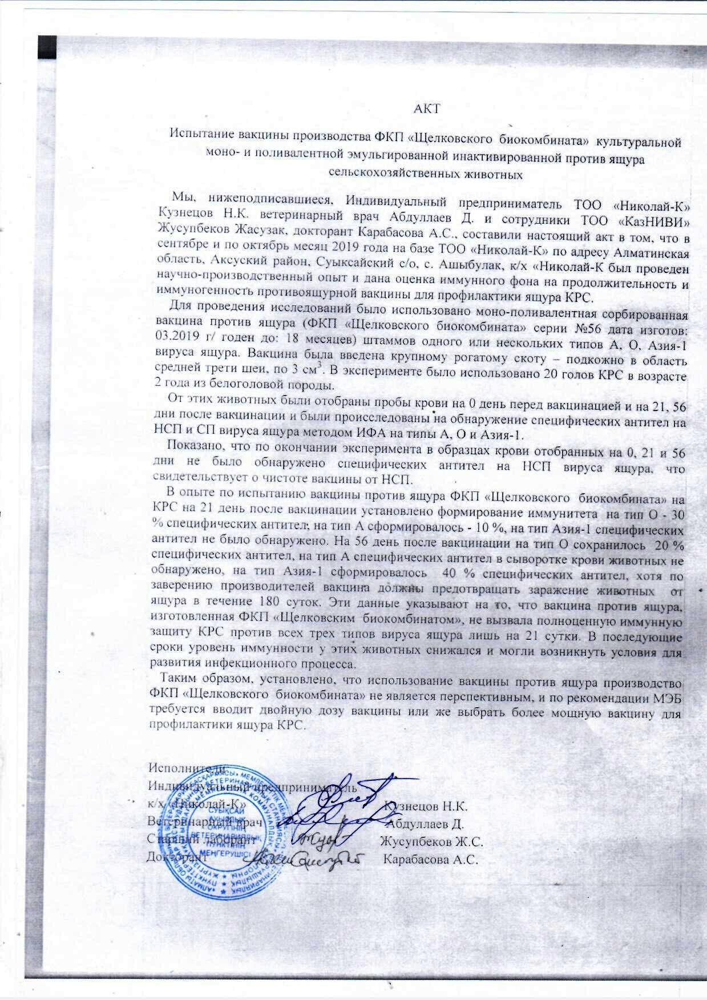 АКТ
Испытание вакцины производства ФКП «Щелковского биокомбината» культуральной
моно- и поливалентной эмульгированной инактивированной против ящура
сельскохозяйственных животных
Мы, нижеподписавшиеся, Индивидуальный предприниматель ТОО «Николай-К»
Кузнецов Н.К. ветеринарный врач Абдуллаев Д. и сотрудники ТОО «КазНИВИ»
Жусупбеков Жасузак, докторант Карабасова А.С., составили настоящий акт в том, что в
сентябре и по октябрь месяц 2019 года на базе ТОО «Николай-К» по адресу Алматинская
область, Аксуский район, Суыксайский с/о, с. Ашыбулак, к/х «Николай-К был проведен
научно-производственный опыт и дана оценка иммунного фона на продолжительность и
иммуногенность противоящурной вакцины для профилактики ящура КРС.
Для проведения исследований было использовано моно-поливалентная сорбированная
вакцина против ящура (ФКП «Щелковского биокомбината» серии №56 дата изготов:
03.2019 г/ годен до: 18 месяцев) штаммов одного или нескольких типов А, О, Азия-1
вируса ящура. Вакцина была введена крупному рогатому скоту – подкожно в область
средней трети шеи, по 3 см³. В эксперименте было использовано 20 голов КРС в возрасте
2 года из белоголовой породы.
От этих животных были отобраны пробы крови на 0 день перед вакцинацией и на 21, 56
дни после вакцинации и были происследованы на обнаружение специфических антител на
НСП и СП вируса ящура методом ИФА на типы А, О и Азия-1.
Показано, что по окончании эксперимента в образцах крови отобранных на 0, 21 и 56
дни не было обнаружено специфических антител на НСП вируса ящура, что
свидетельствует о чистоте вакцины от НСП.
В опыте по испытанию вакцины против ящура ФКП «Щелковского биокомбината» на
КРС на 21 день после вакцинации установлено формирование иммунитета на тип О - 30
% специфических антител; на тип А сформировалось - 10 %, на тип Азия-1 специфических
антител не было обнаружено. На 56 день после вакцинации на тип О сохранилось 20 %
специфических антител, на тип А специфических антител в сыворотке крови животных не
обнаружено, на тип Азия-1 сформировалось 40 % специфических антител, хотя по
заверению производителей вакцина должны предотвращать заражение животных от
ящура в течение 180 суток. Эти данные указывают на то, что вакцина против ящура,
изготовленная ФКП «Щелковским биокомбинатом», не вызвала полноценную иммунную
защиту КРС против всех трех типов вируса ящура лишь на 21 сутки. В последующие
сроки уровень иммунности у этих животных снижался и могли возникнуть условия для
развития инфекционного процесса.
Таким образом, установлено, что использование вакцины против ящура производство
ФКП «Щелковского биокомбината» не является перспективным, и по рекомендации МЭБ
требуется вводит двойную дозу вакцины или же выбрать более мощную вакцину для
профилактики ящура КРС.
Исполнители:
Индивидуальный предприниматель
к/х «Николай-К» Кузнецов Н.К.
Ветеринарный врач Абдуллаев Д.
Старший лаборант Жусупбеков Ж.С.
Докторант Карабасова А.С.
СУЫҚСАЙ
АУЫЛДЫҚ
ОКРУГІНІҢ
ВЕТЕРИНАРИЯЛЫҚ
ПУНКТІНІҢ
МЕҢГЕРУШІСІ